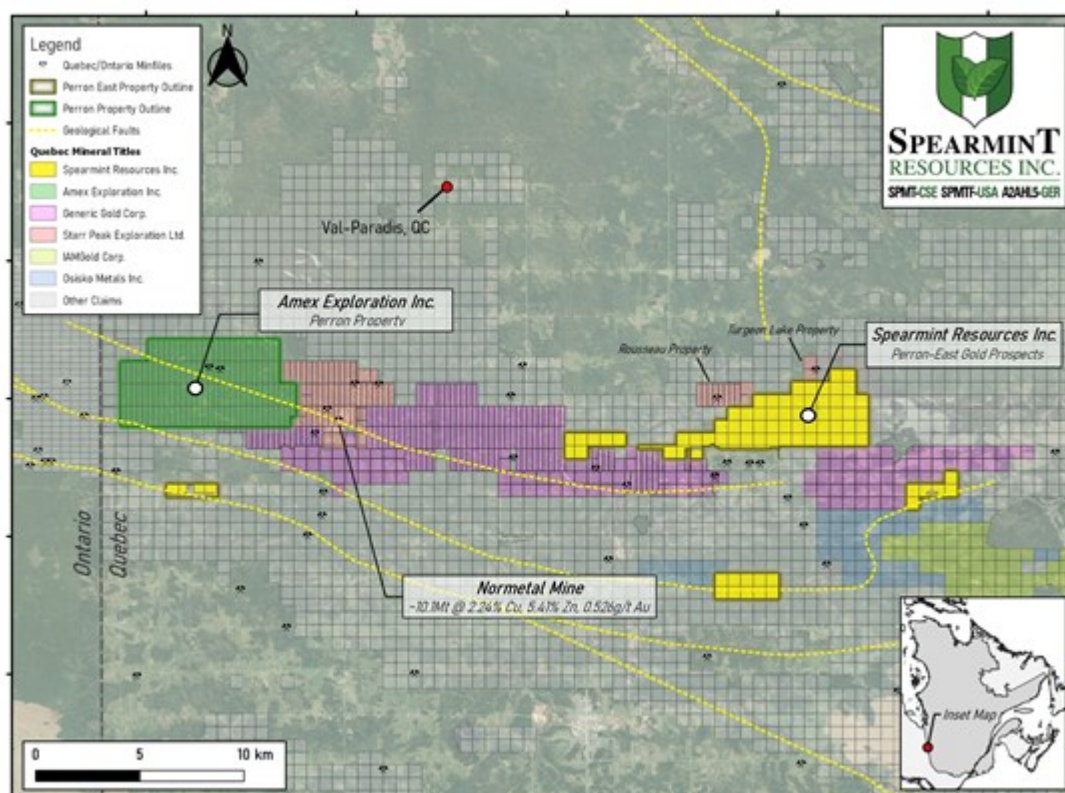 Legend
Quebec/Ontario Minfiles
Perron East Property Outline
Perron Property Outline
Geological Faults
Quebec Mineral Titles
Spearmint Resources Inc.
Amex Exploration Inc.
Generic Gold Corp.
Starr Peak Exploration Ltd.
IAMGold Corp.
Osisko Metals Inc.
Other Claims
N
SPEARMINT
RESOURCES INC.
SPMT-CSE SPMTF-USA A2AHL5-GER
Val-Paradis, QC
Amex Exploration Inc.
Perron Property
Turgeon Lake Property
Rousseau Property
Spearmint Resources Inc.
Perron-East Gold Prospects
Ontario
Quebec
Normetal Mine
~10.1Mt @ 2.24% Cu, 5.41% Zn, 0.526g/t Au
Inset Map
0 5 10 km